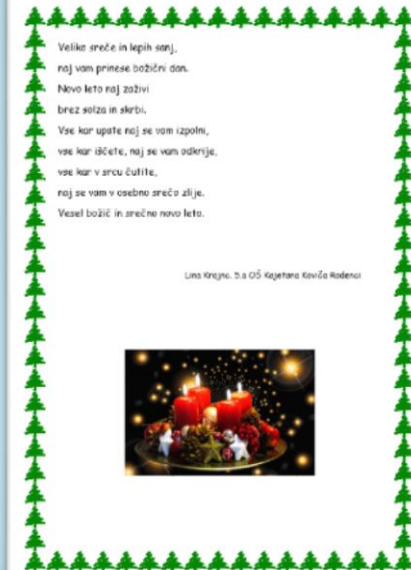 Veliko sreče in lepih sanj,
naj vam prinese božični dan.
Novo leto naj zaživi
brez solza in skrbi.
Vse kar upate naj se vam izpolni,
vse kar iščete, naj se vam odkrije,
vse kar v srcu čutite,
naj se vam v osebno srečo zlije.
Vesel božič in srečno novo leto.
Lina Krajnc, 5.a OŠ Kajetana Koviča Radenci